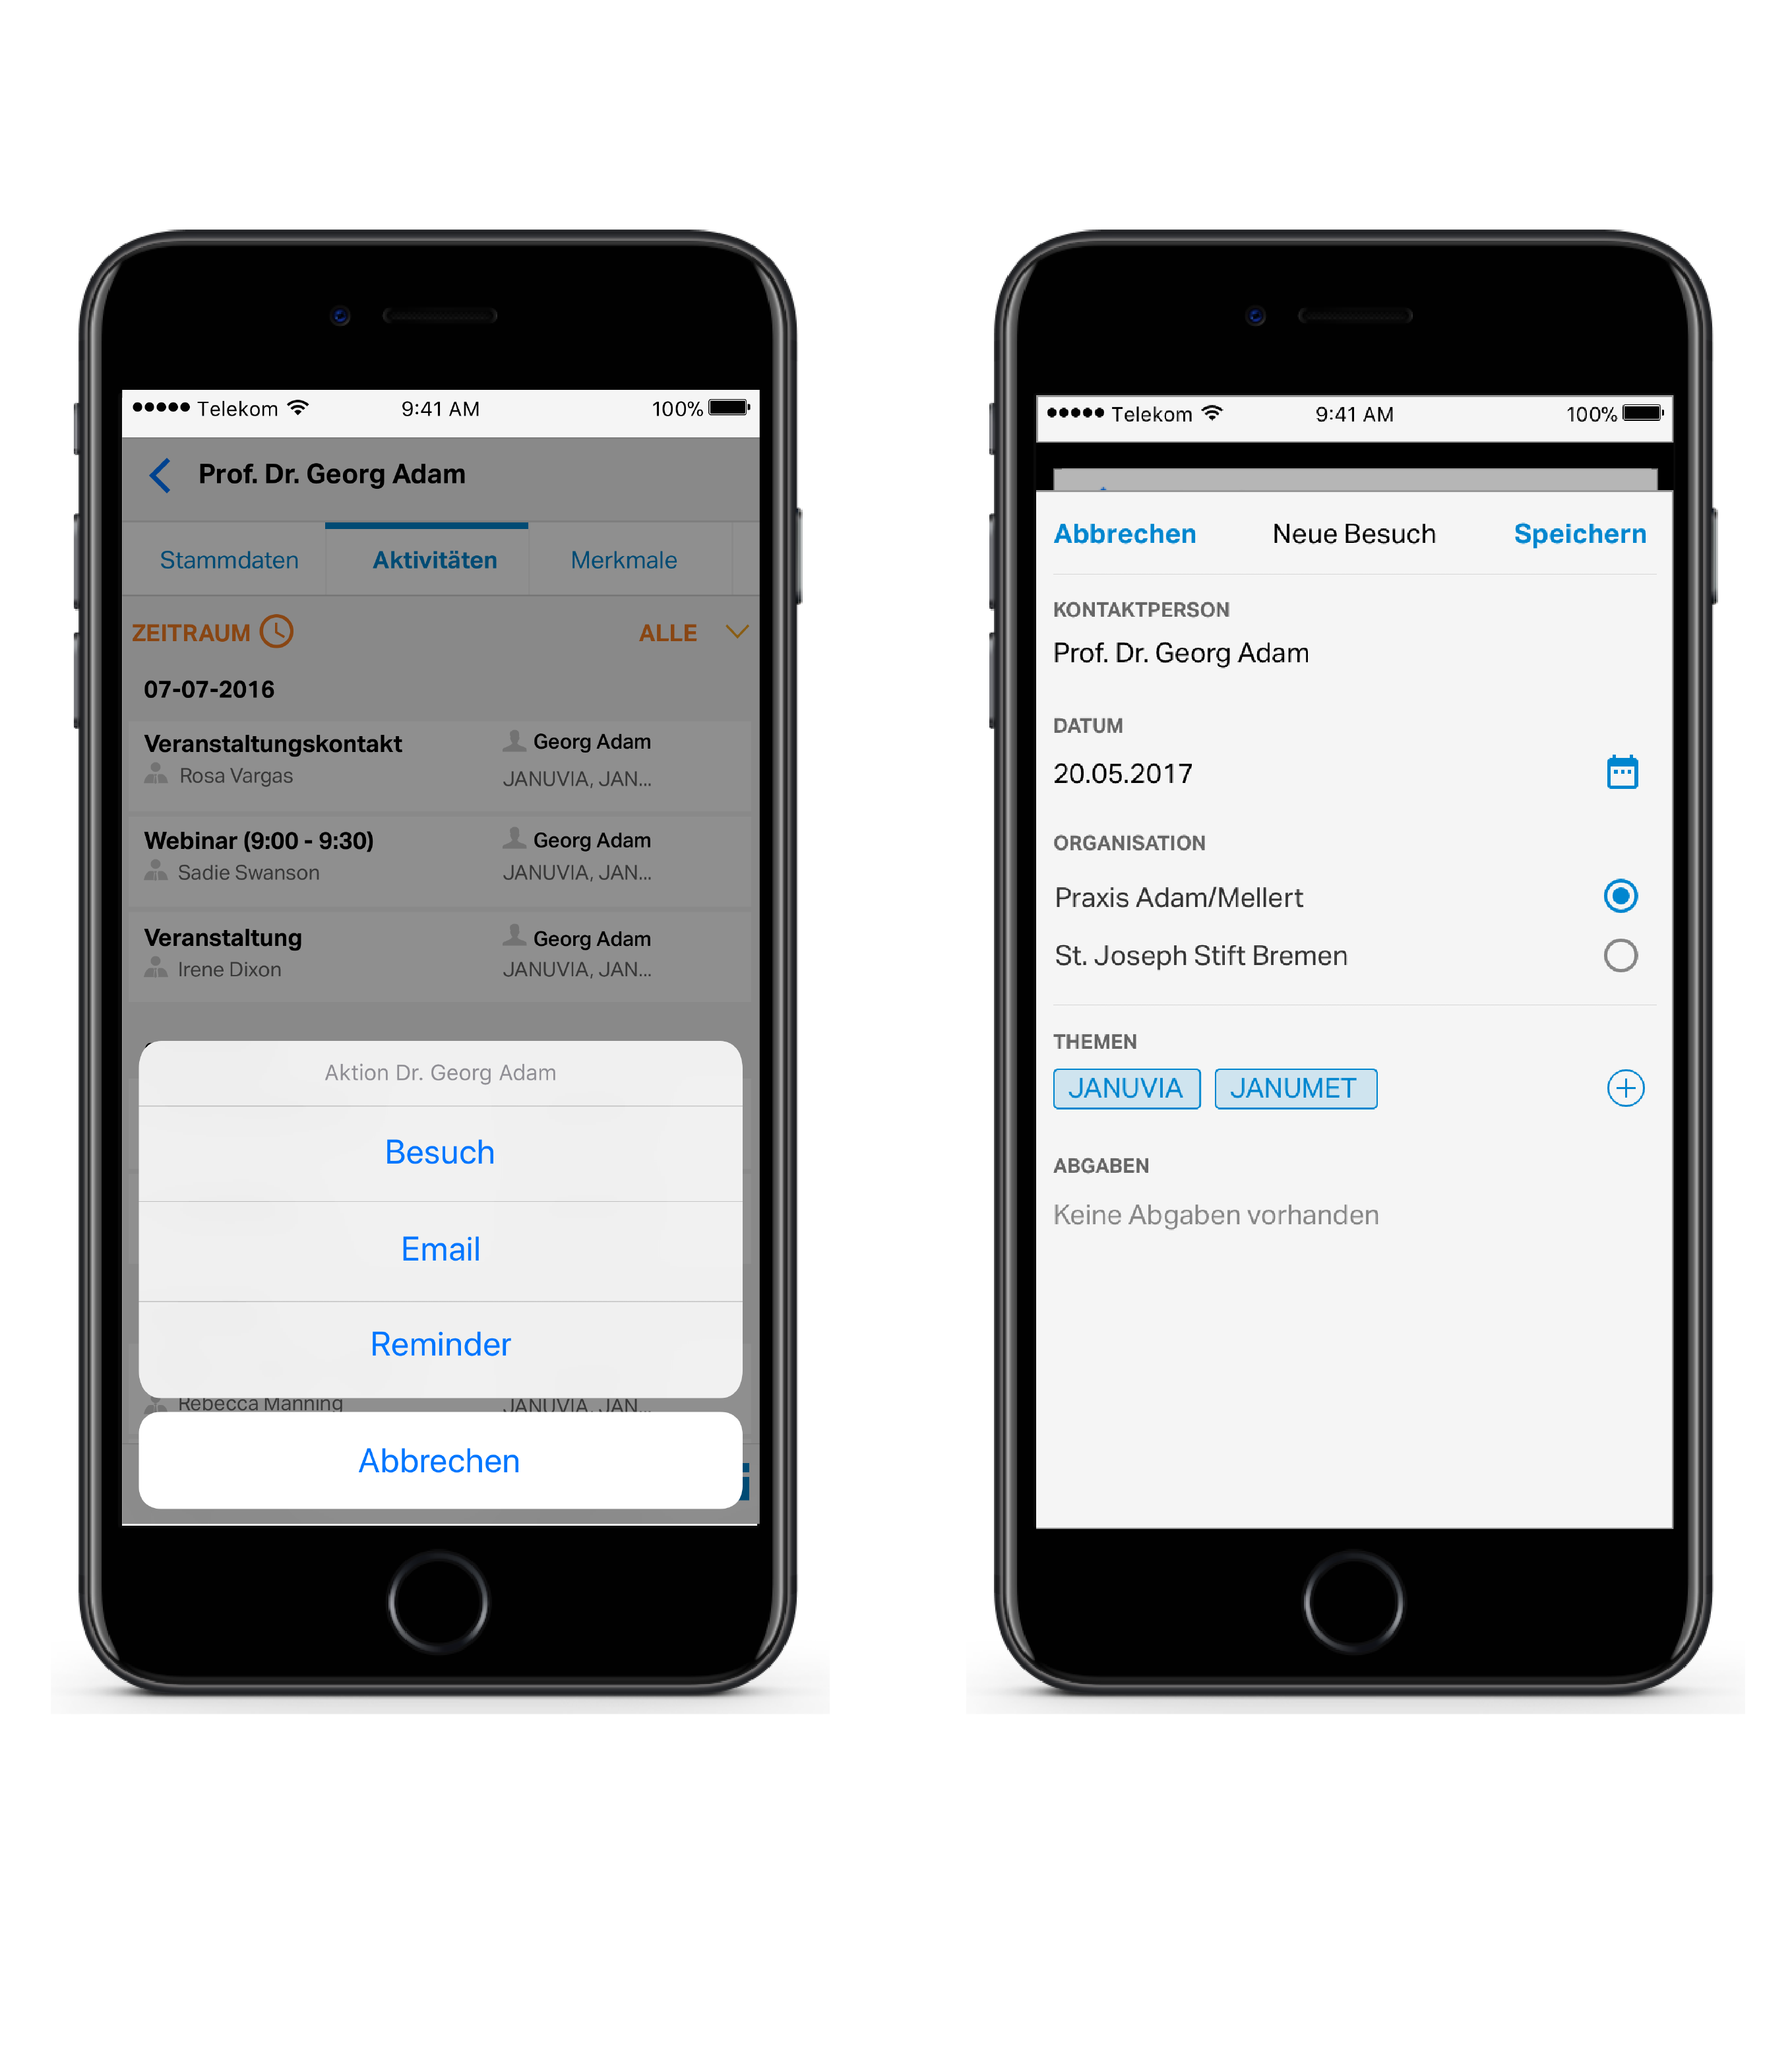 Telekom 9:41 AM 100%
Prof. Dr. Georg Adam
Stammdaten Aktivitäten Merkmale
ZEITRAUM ALLE
07-07-2016
Veranstaltungskontakt Georg Adam
Rosa Vargas JANUVIA, JAN...
Webinar (9:00 - 9:30) Georg Adam
Sadie Swanson JANUVIA, JAN...
Veranstaltung Georg Adam
Irene Dixon JANUVIA, JAN...
Aktion Dr. Georg Adam
Besuch
Email
Reminder
Rebecca Manning JANUVIA, JAN...
Abbrechen
Telekom 9:41 AM 100%
Abbrechen Neue Besuch Speichern
KONTAKTPERSON
Prof. Dr. Georg Adam
DATUM
20.05.2017
ORGANISATION
Praxis Adam/Mellert
St. Joseph Stift Bremen
THEMEN
JANUVIA JANUMET
ABGABEN
Keine Abgaben vorhanden